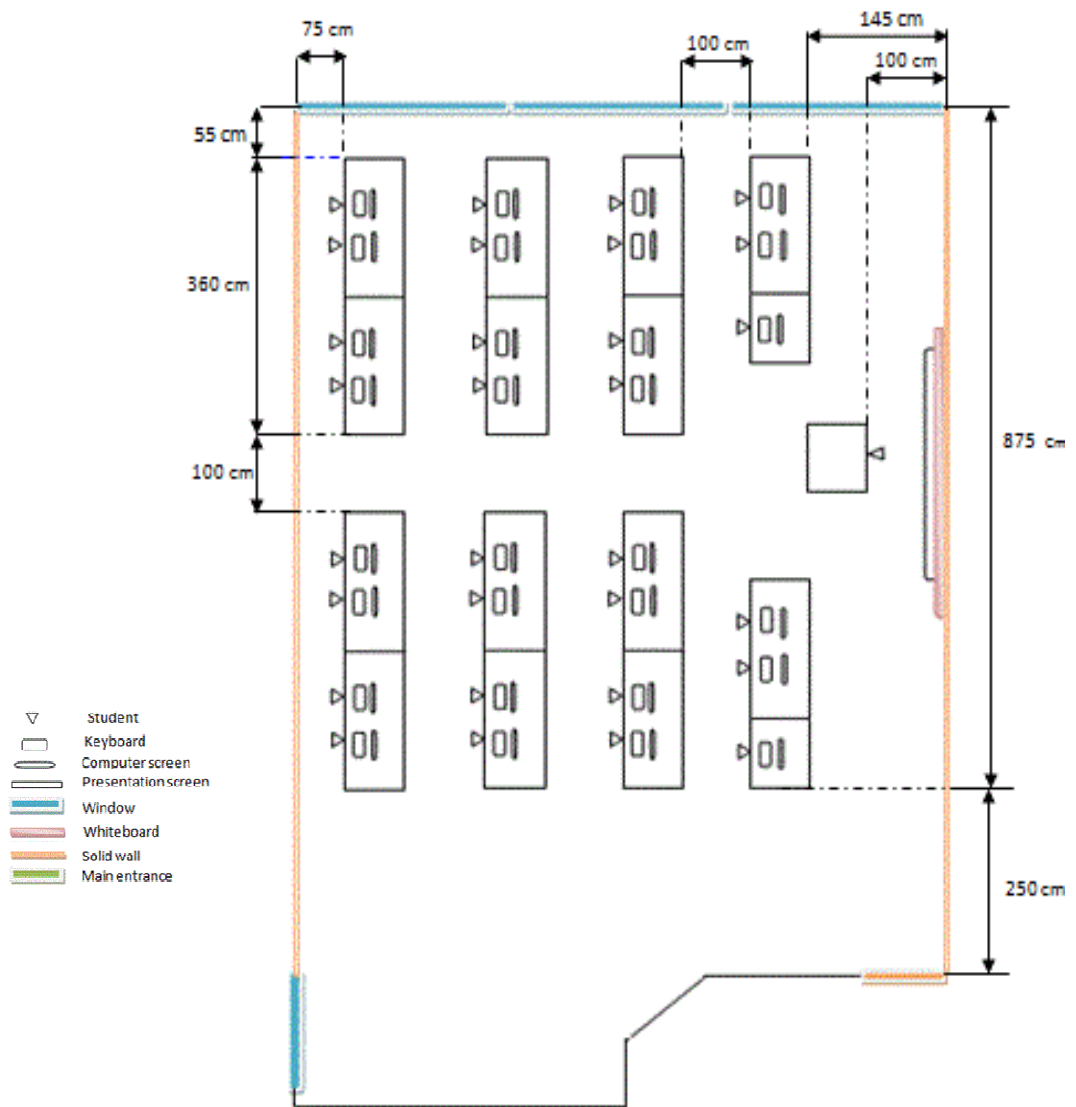 145 cm
75 cm
100 cm
100 cm
55 cm
360 cm
875 cm
100 cm
Student
Keyboard
Computer screen
Presentation screen
Window
Whiteboard
Solid wall
Main entrance
250 cm